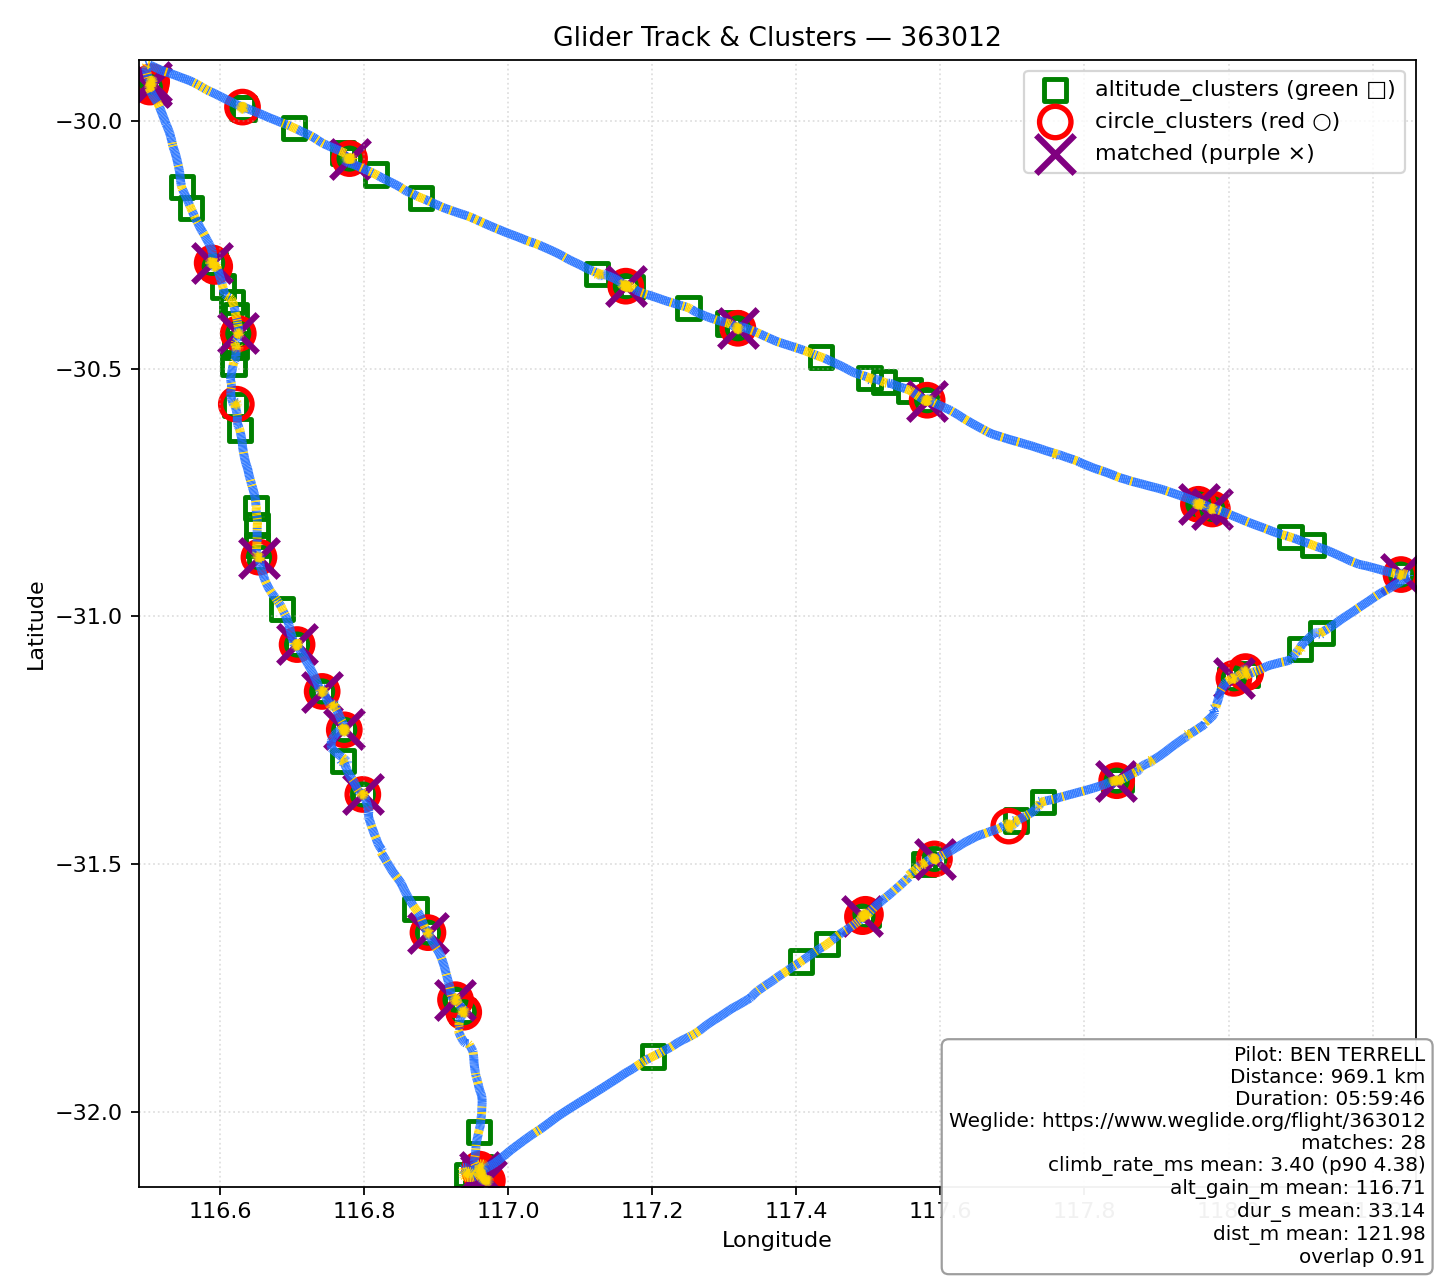 Glider Track & Clusters — 363012
altitude_clusters (green □)
circle_clusters (red ○)
matched (purple ×)
Latitude
−30.0
−30.5
−31.0
−31.5
−32.0
116.6 116.8 117.0 117.2 117.4 117.6 117.8
Longitude
Pilot: BEN TERRELL
Distance: 969.1 km
Duration: 05:59:46
Weglide: https://www.weglide.org/flight/363012
matches: 28
climb_rate_ms mean: 3.40 (p90 4.38)
alt_gain_m mean: 116.71
dur_s mean: 33.14
dist_m mean: 121.98
overlap 0.91